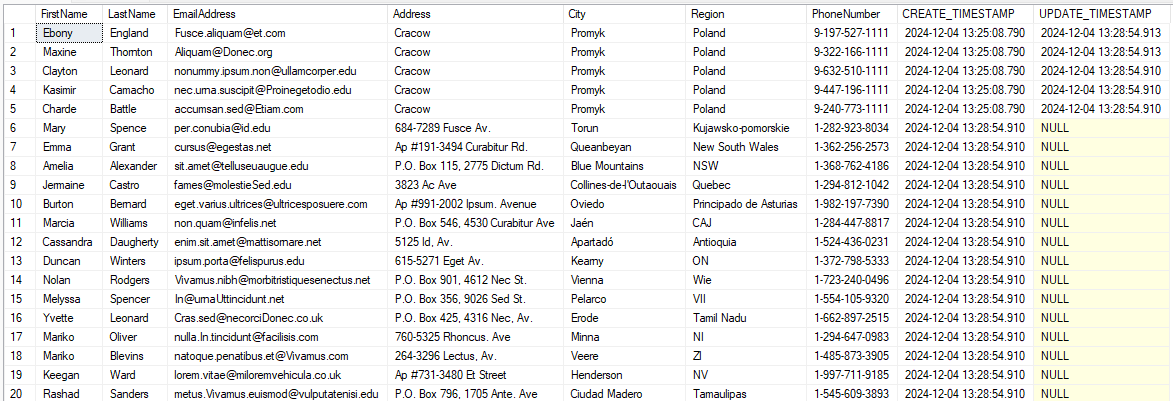 FirstName LastName EmailAddress Address City Region PhoneNumber CREATE_TIMESTAMP UPDATE_TIMESTAMP
1 Ebony England Fusce.aliquam@et.com Cracow Promyk Poland 9-197-527-1111 2024-12-04 13:25:08.790 2024-12-04 13:28:54.913
2 Maxine Thornton Aliquam@Donec.org Cracow Promyk Poland 9-322-166-1111 2024-12-04 13:25:08.790 2024-12-04 13:28:54.913
3 Clayton Leonard nonummy.ipsum.non@ullamcorper.edu Cracow Promyk Poland 9-632-510-1111 2024-12-04 13:25:08.790 2024-12-04 13:28:54.910
4 Kasimir Camacho nec.urna.suscipit@Proinegetodio.edu Cracow Promyk Poland 9-447-196-1111 2024-12-04 13:25:08.790 2024-12-04 13:28:54.910
5 Charde Battle accumsan.sed@Etiam.com Cracow Promyk Poland 9-240-773-1111 2024-12-04 13:25:08.790 2024-12-04 13:28:54.910
6 Mary Spence per.conubia@id.edu 684-7289 Fusce Av. Torun Kujawsko-pomorskie 1-282-923-8034 2024-12-04 13:28:54.910 NULL
7 Emma Grant cursus@egestas.net Ap #191-3494 Curabitur Rd. Queanbeyan New South Wales 1-362-256-2573 2024-12-04 13:28:54.910 NULL
8 Amelia Alexander sit.amet@telluseuaugue.edu P.O. Box 115, 2775 Dictum Rd. Blue Mountains NSW 1-368-762-4186 2024-12-04 13:28:54.910 NULL
9 Jermaine Castro fames@molestieSed.edu 3823 Ac Ave Collines-de-l'Outaouais Quebec 1-294-812-1042 2024-12-04 13:28:54.910 NULL
10 Burton Bernard eget.varius.ultrices@ultricesposuere.com Ap #991-2002 Ipsum. Avenue Oviedo Principado de Asturias 1-982-197-7390 2024-12-04 13:28:54.910 NULL
11 Marcia Williams non.quam@infelis.net P.O. Box 546, 4530 Curabitur Ave Jaén CAJ 1-284-447-8817 2024-12-04 13:28:54.910 NULL
12 Cassandra Daugherty enim.sit.amet@mattisornare.net 5125 Id, Av. Apartadó Antioquia 1-524-436-0231 2024-12-04 13:28:54.910 NULL
13 Duncan Winters ipsum.porta@felispurus.edu 615-5271 Eget Av. Kearny ON 1-372-798-5333 2024-12-04 13:28:54.910 NULL
14 Nolan Rodgers Vivamus.nibh@morbitristiquesenectus.net P.O. Box 901, 4612 Nec St. Vienna Wie 1-723-240-0496 2024-12-04 13:28:54.910 NULL
15 Melyssa Spencer In@urnaUttincidunt.net P.O. Box 356, 9026 Sed St. Pelarco VII 1-554-105-9320 2024-12-04 13:28:54.910 NULL
16 Yvette Leonard Cras.sed@necorciDonec.co.uk P.O. Box 425, 4316 Nec, Av. Erode Tamil Nadu 1-662-897-2515 2024-12-04 13:28:54.910 NULL
17 Mariko Oliver nulla.In.tincidunt@facilisis.com 760-5325 Rhoncus. Ave Minna NI 1-294-647-0983 2024-12-04 13:28:54.910 NULL
18 Mariko Blevins natoque.penatibus.et@Vivamus.com 264-3296 Lectus, Av. Veere ZI 1-485-873-3905 2024-12-04 13:28:54.910 NULL
19 Keegan Ward lorem.vitae@miloremvehicula.co.uk Ap #731-3480 Et Street Henderson NV 1-997-711-9185 2024-12-04 13:28:54.910 NULL
20 Rashad Sanders metus.Vivamus.euismod@vulputatenisi.edu P.O. Box 796, 1705 Ante. Ave Ciudad Madero Tamaulipas 1-545-609-3893 2024-12-04 13:28:54.910 NULL